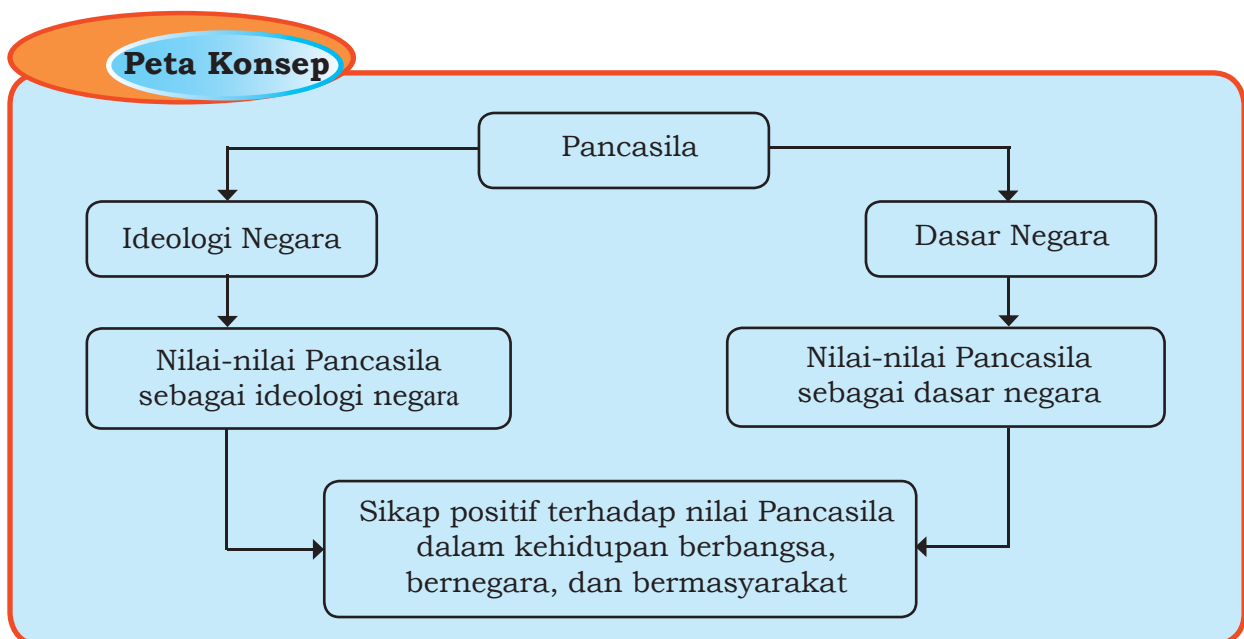 Peta Konsep
Pancasila
Ideologi Negara
Dasar Negara
Nilai-nilai Pancasila
sebagai ideologi negara
Nilai-nilai Pancasila
sebagai dasar negara
Sikap positif terhadap nilai Pancasila
dalam kehidupan berbangsa,
bernegara, dan bermasyarakat